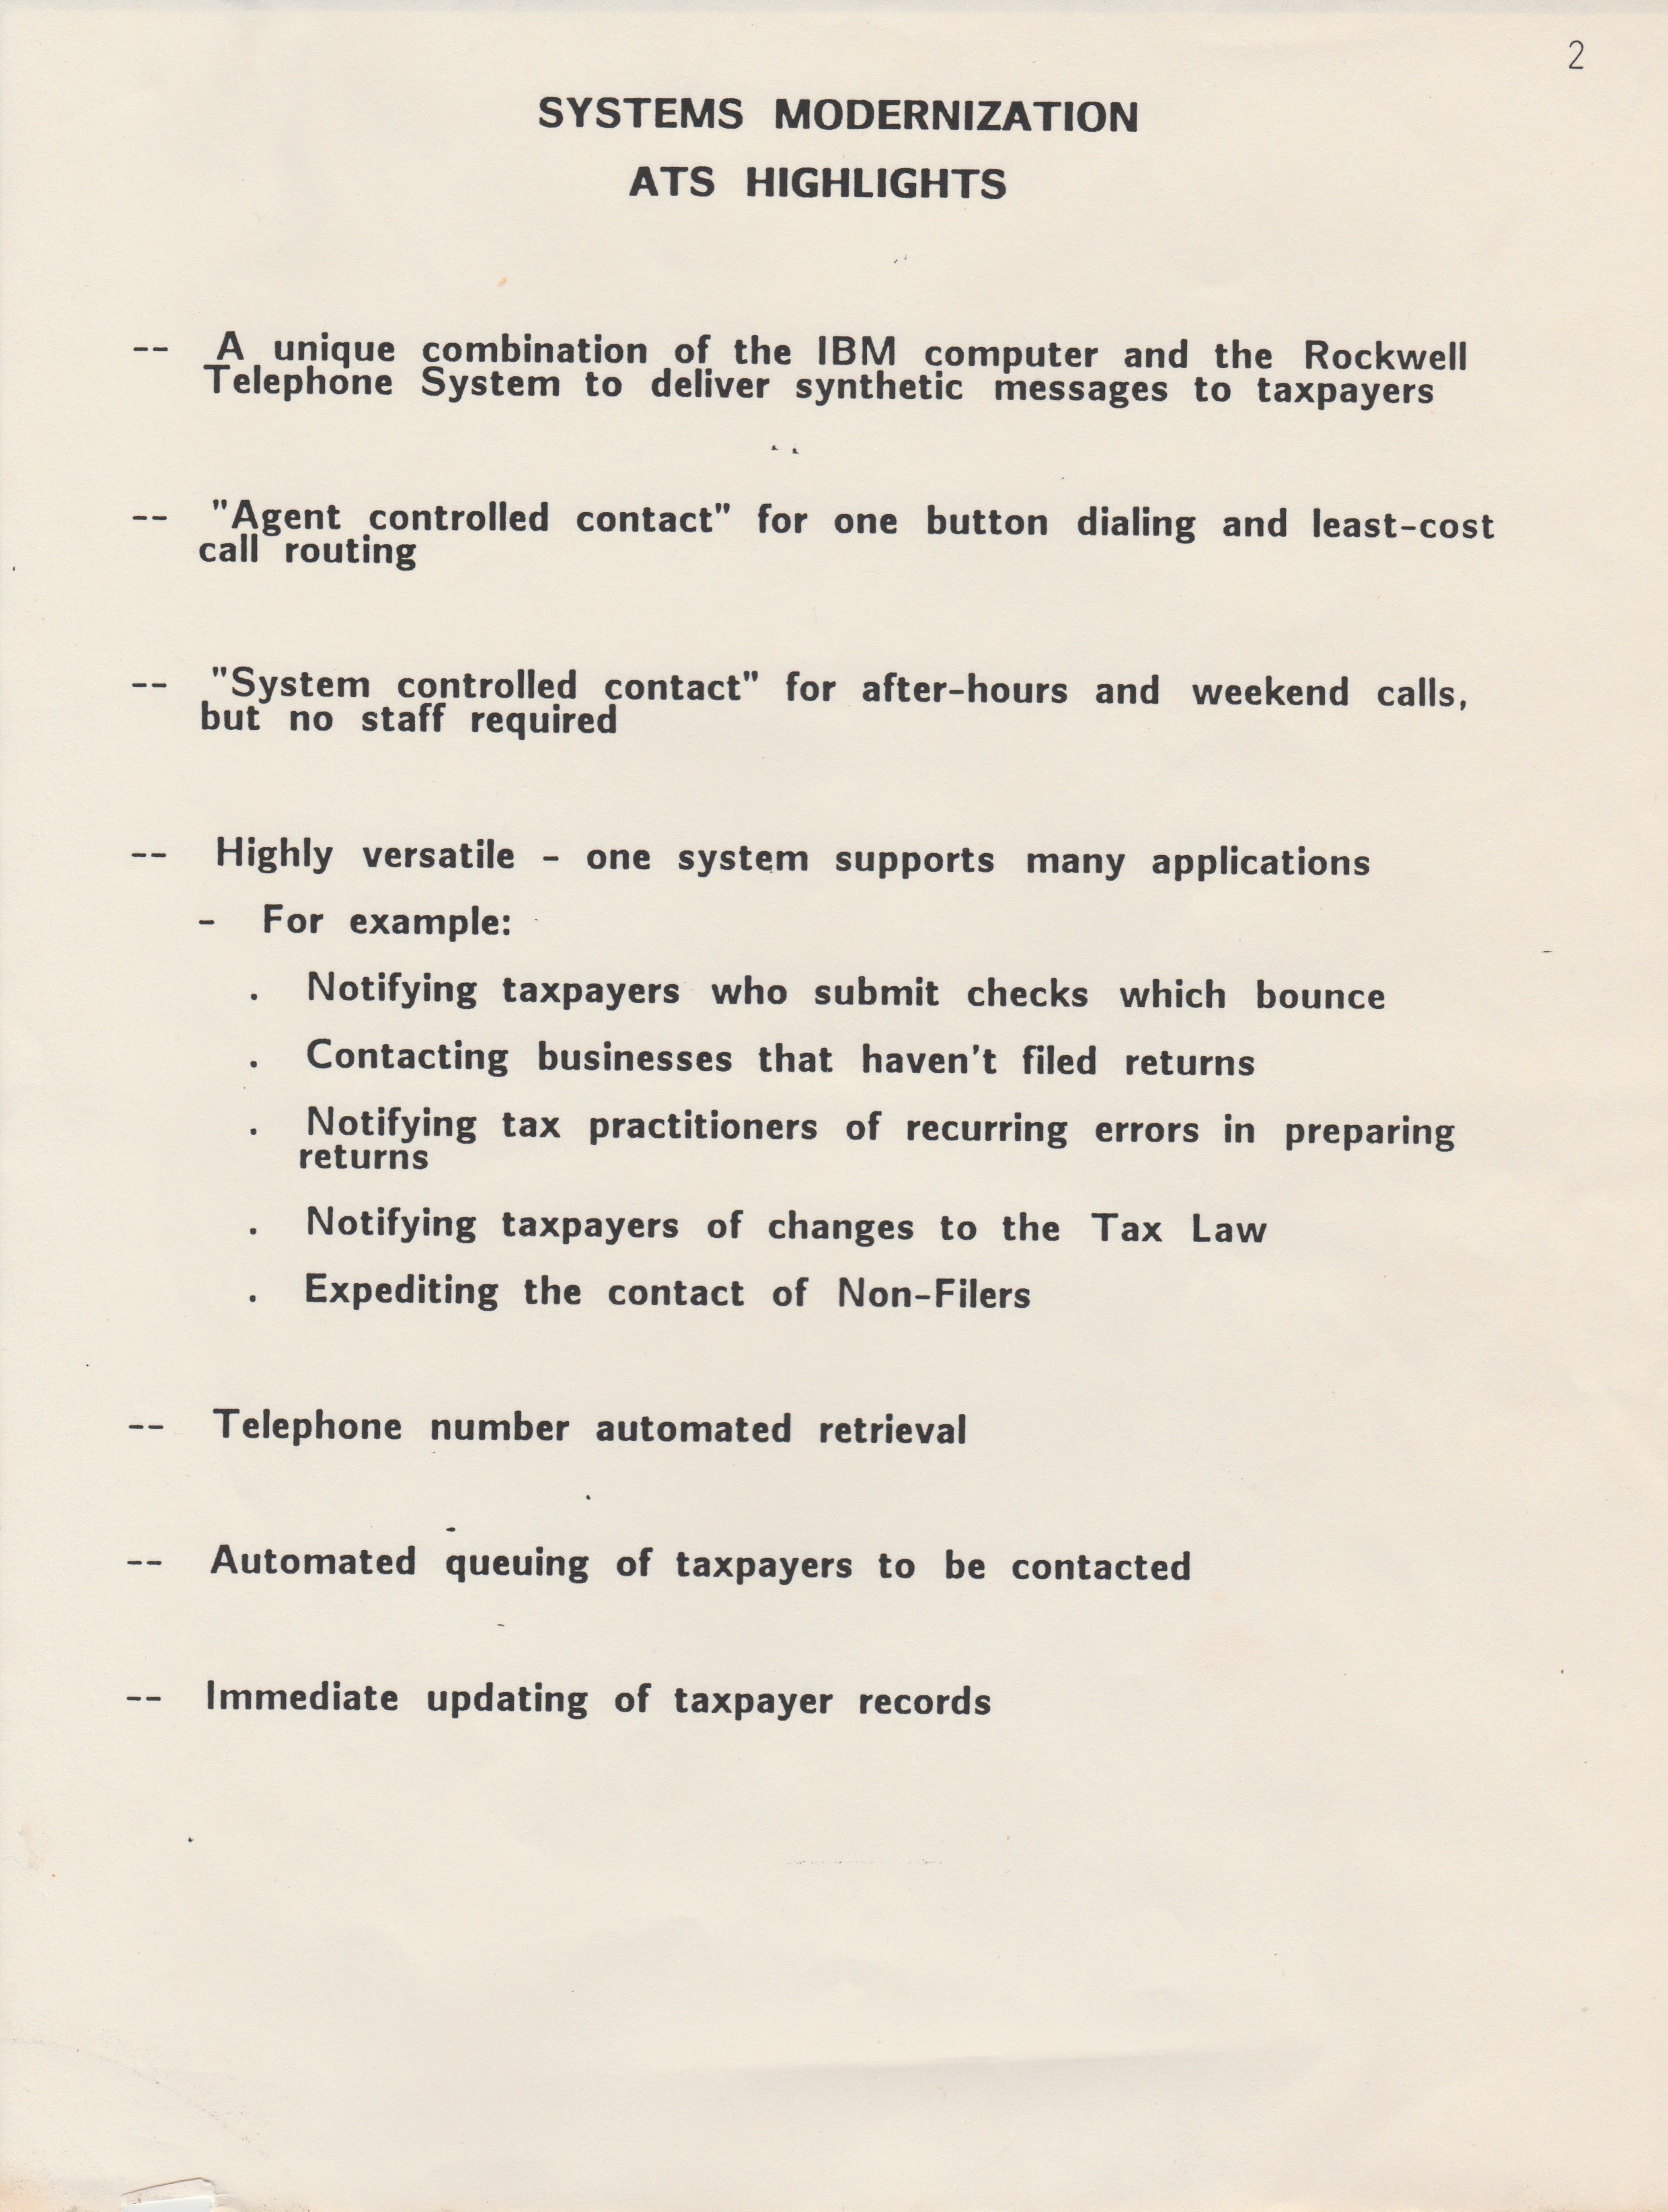 2
SYSTEMS MODERNIZATION
ATS HIGHLIGHTS
-- A unique combination of the IBM computer and the Rockwell
Telephone System to deliver synthetic messages to taxpayers
-- "Agent controlled contact" for one button dialing and least-cost
call routing
-- "System controlled contact" for after-hours and weekend calls,
but no staff required
-- Highly versatile - one system supports many applications
- For example:
. Notifying taxpayers who submit checks which bounce
. Contacting businesses that haven't filed returns
. Notifying tax practitioners of recurring errors in preparing
returns
. Notifying taxpayers of changes to the Tax Law
. Expediting the contact of Non-Filers
-- Telephone number automated retrieval
-- Automated queuing of taxpayers to be contacted
-- Immediate updating of taxpayer records